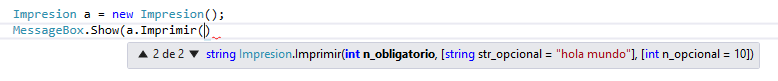 Impresion a = new Impresion();
MessageBox.Show(a.Imprimir()
▲ 2 de 2 ▼ string Impresion.Imprimir(int n_obligatorio, [string str_opcional = "hola mundo"], [int n_opcional = 10])